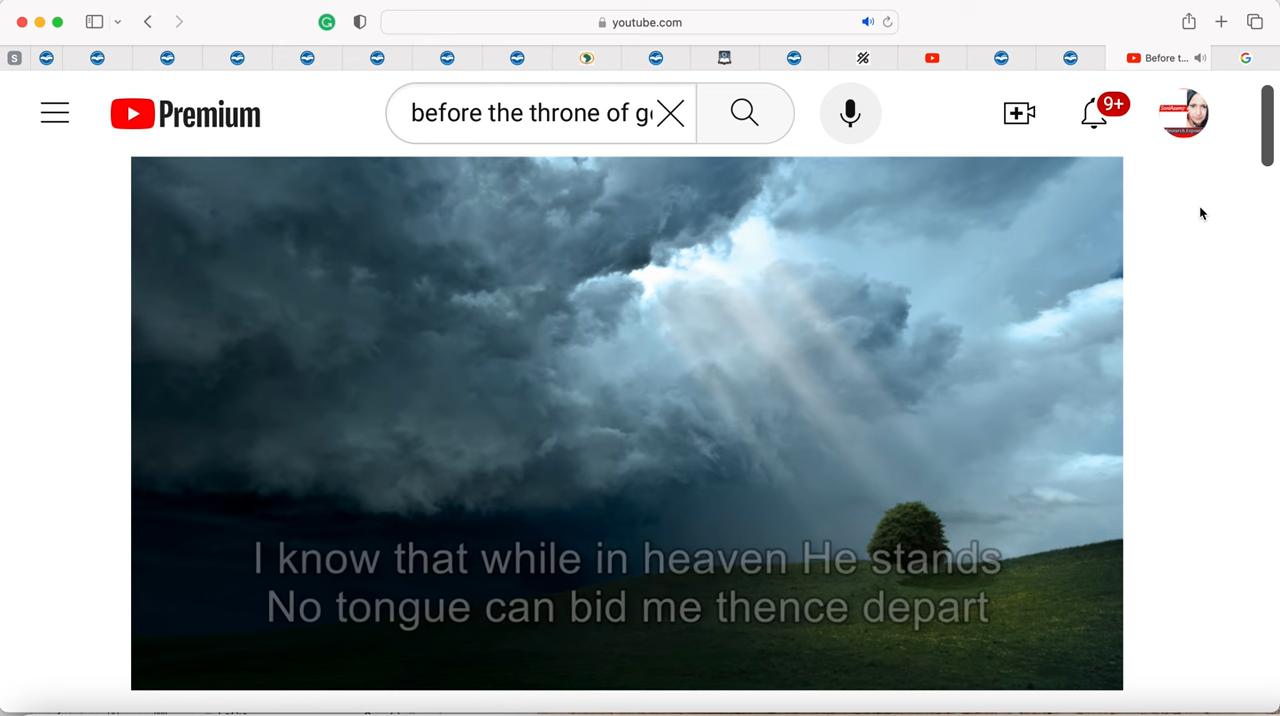 youtube.com
S
Before t...
Premium
before the throne of g
9+
I know that while in heaven He stands
No tongue can bid me thence depart